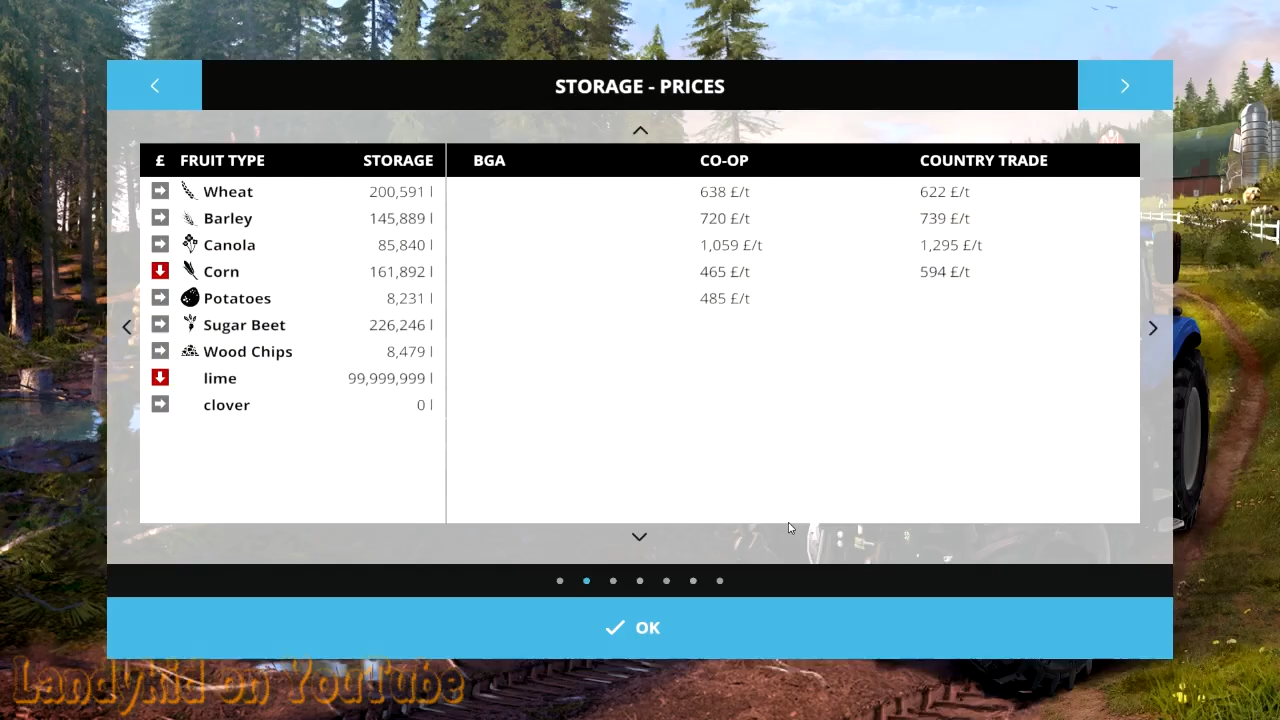 STORAGE - PRICES
£ FRUIT TYPE STORAGE BGA CO-OP COUNTRY TRADE
Wheat 200,591 l 638 £/t 622 £/t
Barley 145,889 l 720 £/t 739 £/t
Canola 85,840 l 1,059 £/t 1,295 £/t
Corn 161,892 l 465 £/t 594 £/t
Potatoes 8,231 l 485 £/t
Sugar Beet 226,246 l
Wood Chips 8,479 l
lime 99,999,999 l
clover 0 l
OK
Landykid on YouTube